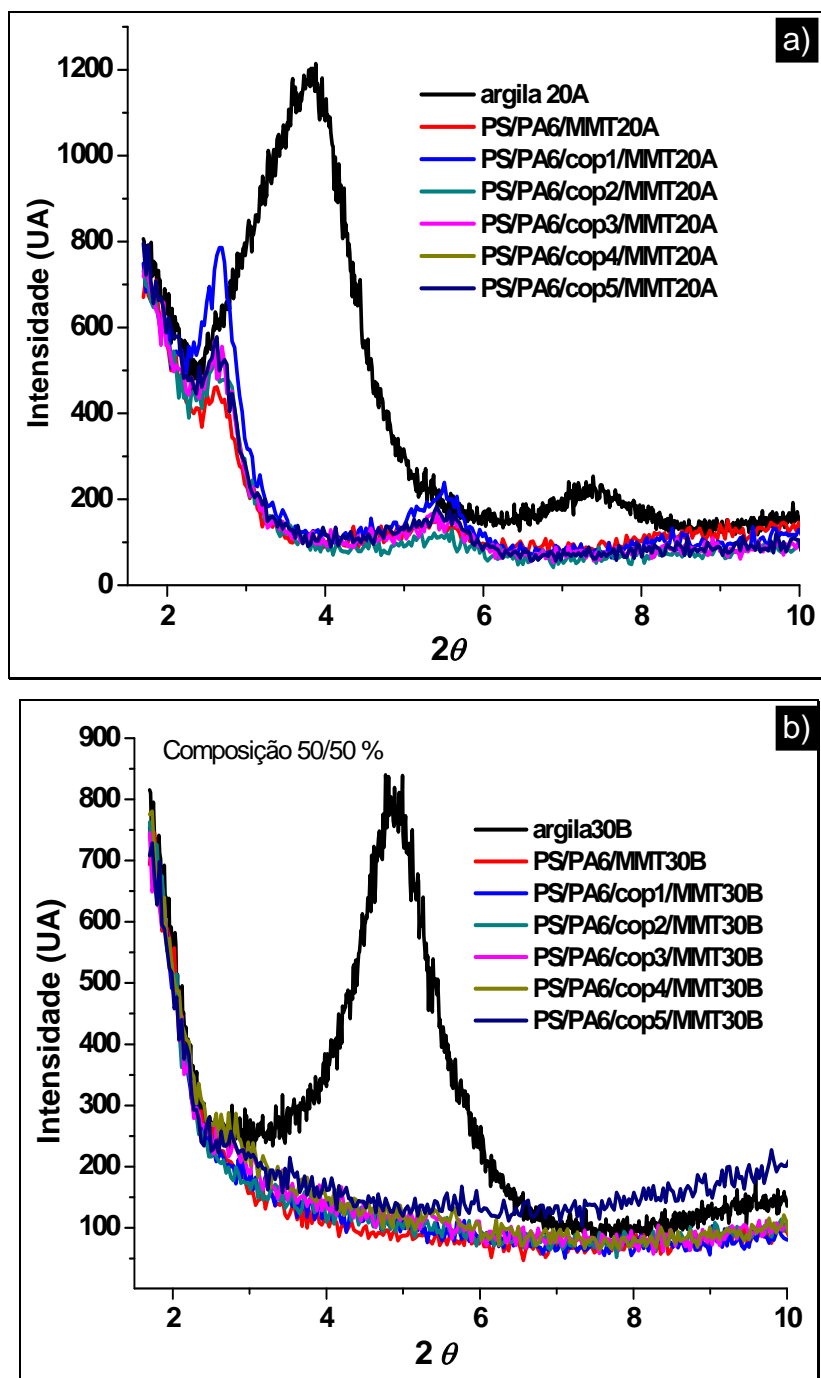 a)
1200
1000
800
600
400
200
0
Intensidade (UA)
argila 20A
PS/PA6/MMT20A
PS/PA6/cop1/MMT20A
PS/PA6/cop2/MMT20A
PS/PA6/cop3/MMT20A
PS/PA6/cop4/MMT20A
PS/PA6/cop5/MMT20A
2 4 6 8 10
2θ
b)
Composição 50/50 %
900
800
700
600
500
400
300
200
100
Intensidade (UA)
argila30B
PS/PA6/MMT30B
PS/PA6/cop1/MMT30B
PS/PA6/cop2/MMT30B
PS/PA6/cop3/MMT30B
PS/PA6/cop4/MMT30B
PS/PA6/cop5/MMT30B
2 4 6 8 10
2 θ